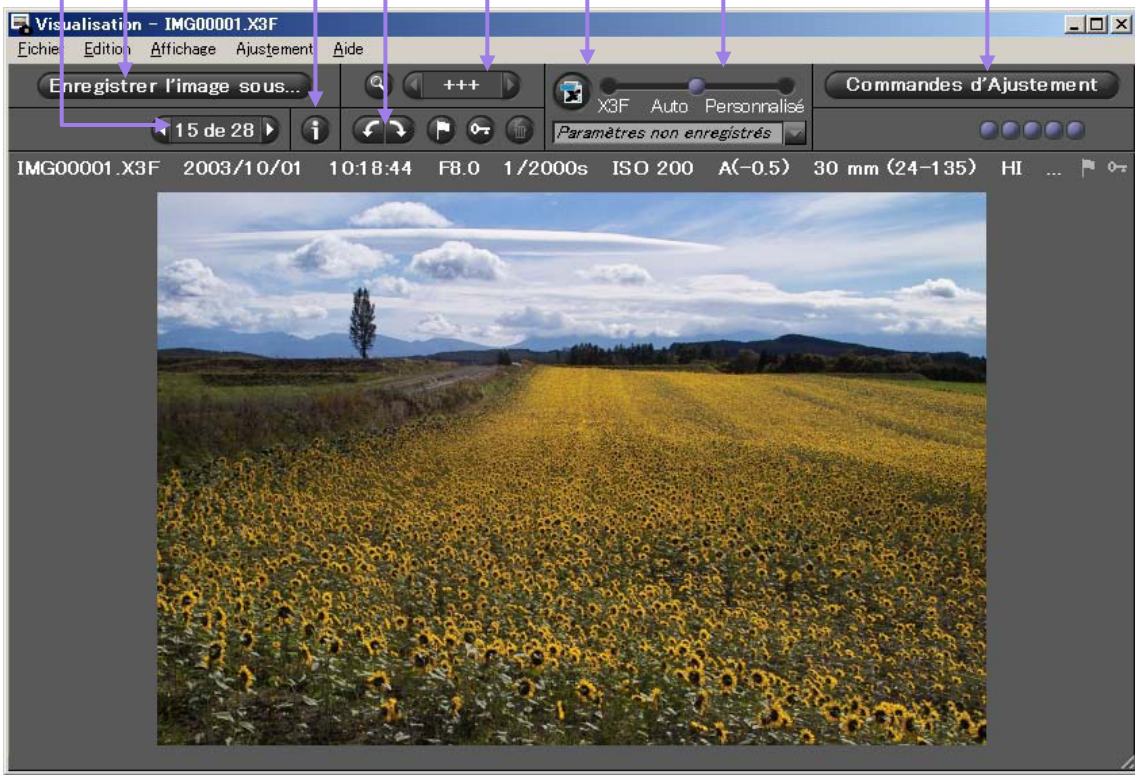 Visualisation - IMG00001.X3F
Fichier Edition Affichage Ajustement Aide
Enregistrer l'image sous... +++ X3F Auto Personnalisé Commandes d'Ajustement
15 de 28 Paramètres non enregistrés
IMG00001.X3F 2003/10/01 10:18:44 F8.0 1/2000s ISO 200 A(-0.5) 30 mm (24-135) HI ...